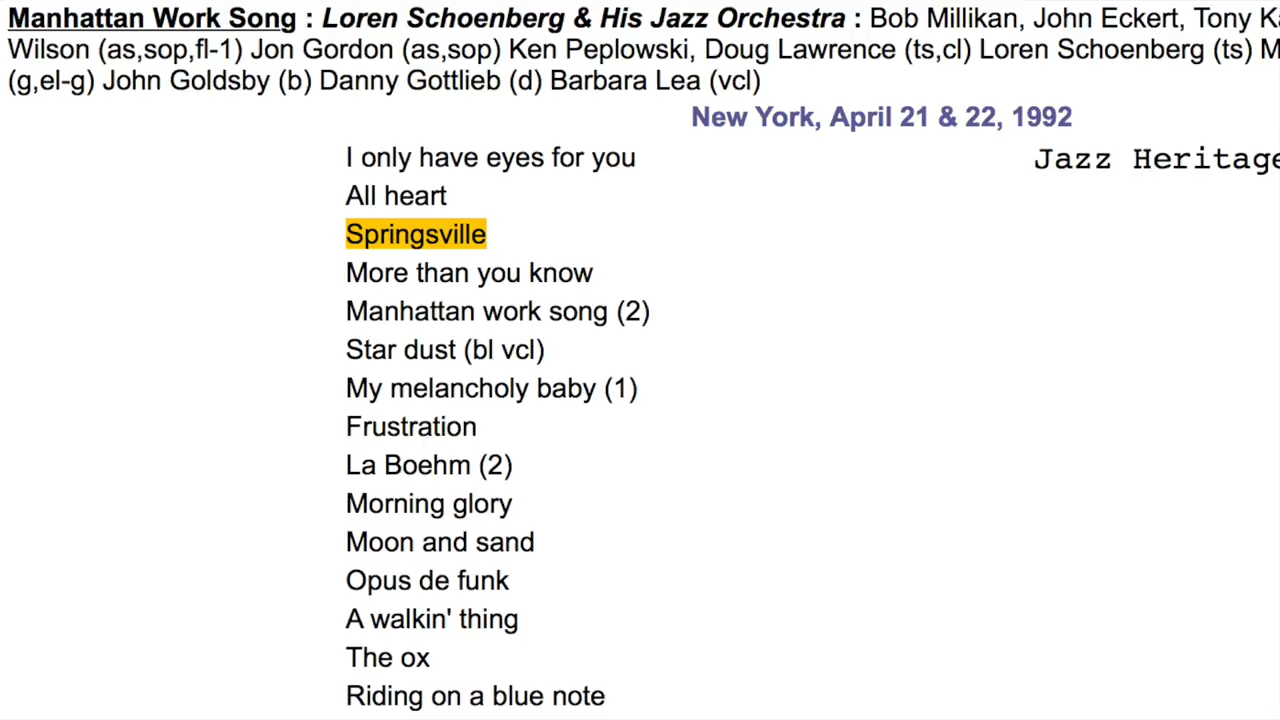 Manhattan Work Song : Loren Schoenberg & His Jazz Orchestra : Bob Millikan, John Eckert, Tony
Wilson (as,sop,fl-1) Jon Gordon (as,sop) Ken Peplowski, Doug Lawrence (ts,cl) Loren Schoenberg (ts)
(g,el-g) John Goldsby (b) Danny Gottlieb (d) Barbara Lea (vcl)
New York, April 21 & 22, 1992
I only have eyes for you
Jazz Heritage
All heart
Springsville
More than you know
Manhattan work song (2)
Star dust (bl vcl)
My melancholy baby (1)
Frustration
La Boehm (2)
Morning glory
Moon and sand
Opus de funk
A walkin' thing
The ox
Riding on a blue note